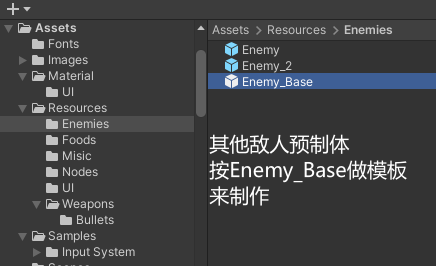 Assets
Fonts
Images
Material
UI
Resources
Enemies
Foods
Misic
Nodes
UI
Weapons
Bullets
Samples
Input System
Assets > Resources > Enemies
Enemy
Enemy_2
Enemy_Base
其他敌人预制体
按Enemy_Base做模板
来制作